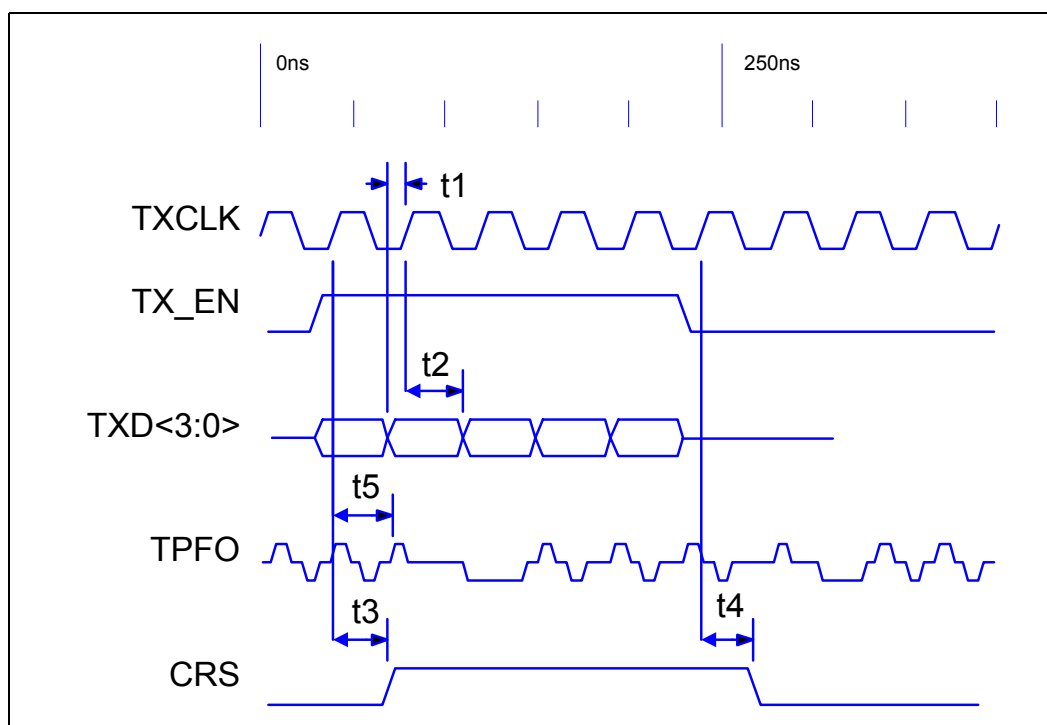 0ns 250ns
t1
TXCLK
TX_EN
t2
TXD<3:0>
t5
TPFO
t3 t4
CRS